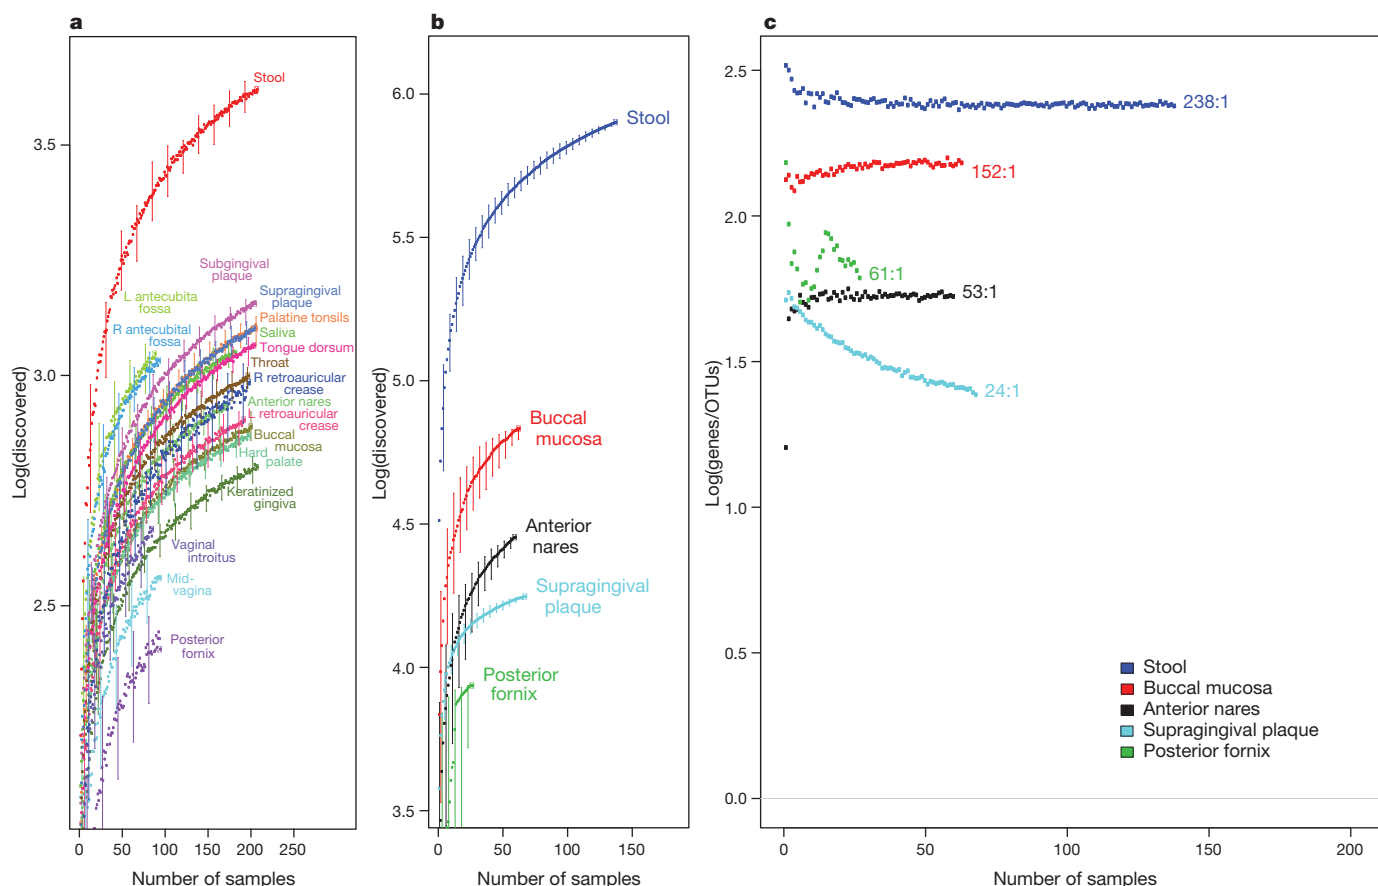 a
Log(discovered)
3.5
3.0
2.5
0
50
100
150
200
250
Number of samples
Stool
Subgingival
plaque
L antecubita
fossa
Supragingival
plaque
Palatine tonsils
R antecubital
fossa
Saliva
Tongue dorsum
Throat
R retroauricular
crease
Anterior nares
L retroauricular
crease
Buccal
mucosa
Hard
palate
Keratinized
gingiva
Vaginal
introitus
Mid-
vagina
Posterior
fornix
b
Log(discovered)
6.0
5.5
5.0
4.5
4.0
3.5
0
50
100
150
Number of samples
Stool
Buccal
mucosa
Anterior
nares
Supragingival
plaque
Posterior
fornix
c
Log(genes/OTUs)
2.5
2.0
1.5
1.0
0.5
0.0
0
50
100
150
200
Number of samples
238:1
152:1
61:1
53:1
24:1
Stool
Buccal mucosa
Anterior nares
Supragingival plaque
Posterior fornix